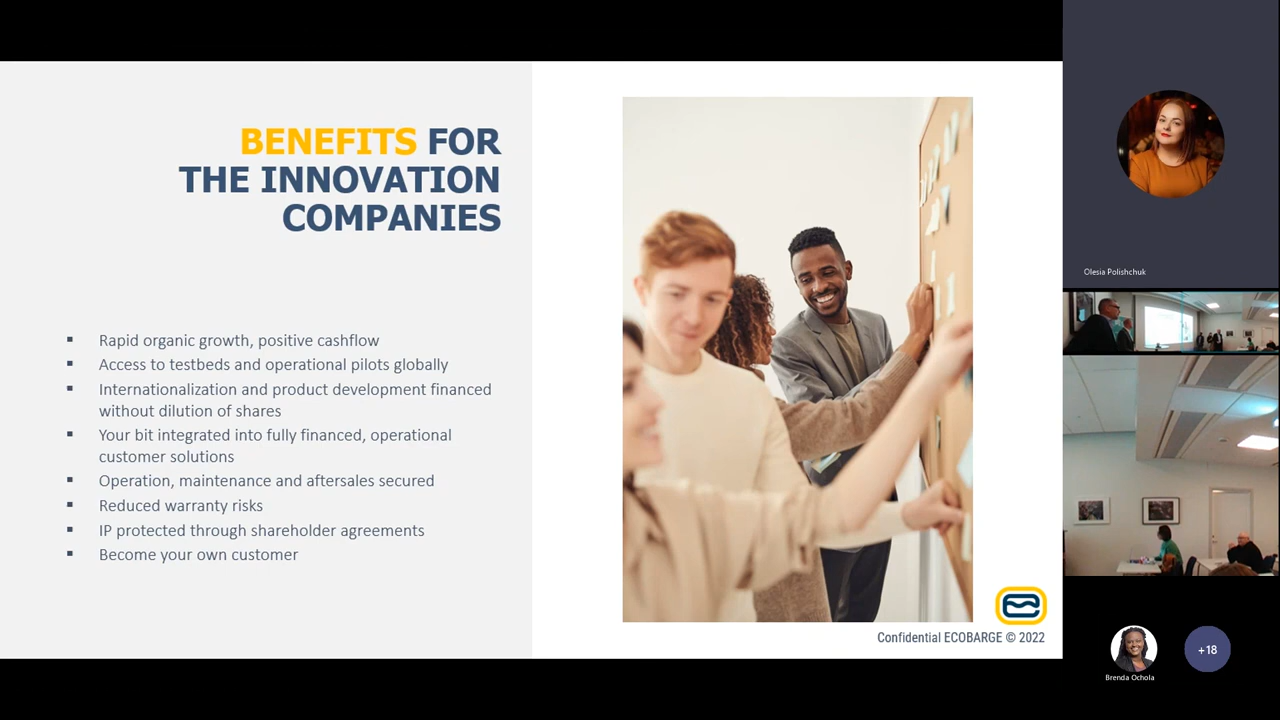 BENEFITS FOR
THE INNOVATION
COMPANIES
▪ Rapid organic growth, positive cashflow
▪ Access to testbeds and operational pilots globally
▪ Internationalization and product development financed
without dilution of shares
▪ Your bit integrated into fully financed, operational
customer solutions
▪ Operation, maintenance and aftersales secured
▪ Reduced warranty risks
▪ IP protected through shareholder agreements
▪ Become your own customer
Confidential ECOBARGE © 2022
Olesia Polishchuk
Brenda Ochola
+18